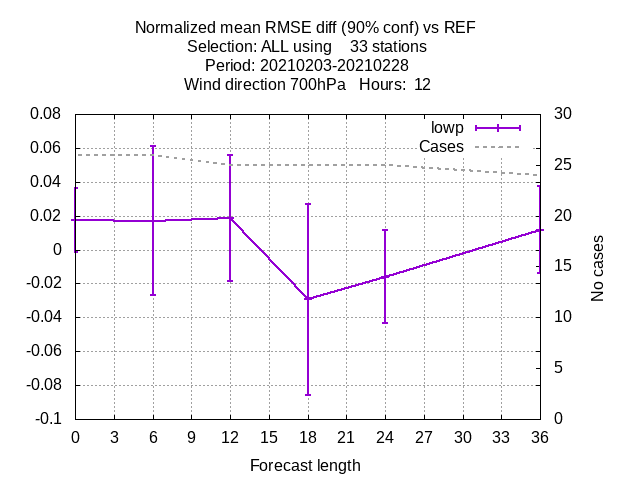 Normalized mean RMSE diff (90% conf) vs REF
Selection: ALL using    33 stations
Period: 20210203-20210228
Wind direction 700hPa   Hours:  12
0.08
0.06
0.04
0.02
0
-0.02
-0.04
-0.06
-0.08
-0.1
lowp
Cases
30
25
20
15
10
5
0
No cases
0 3 6 9 12 15 18 21 24 27 30 33 36
Forecast length